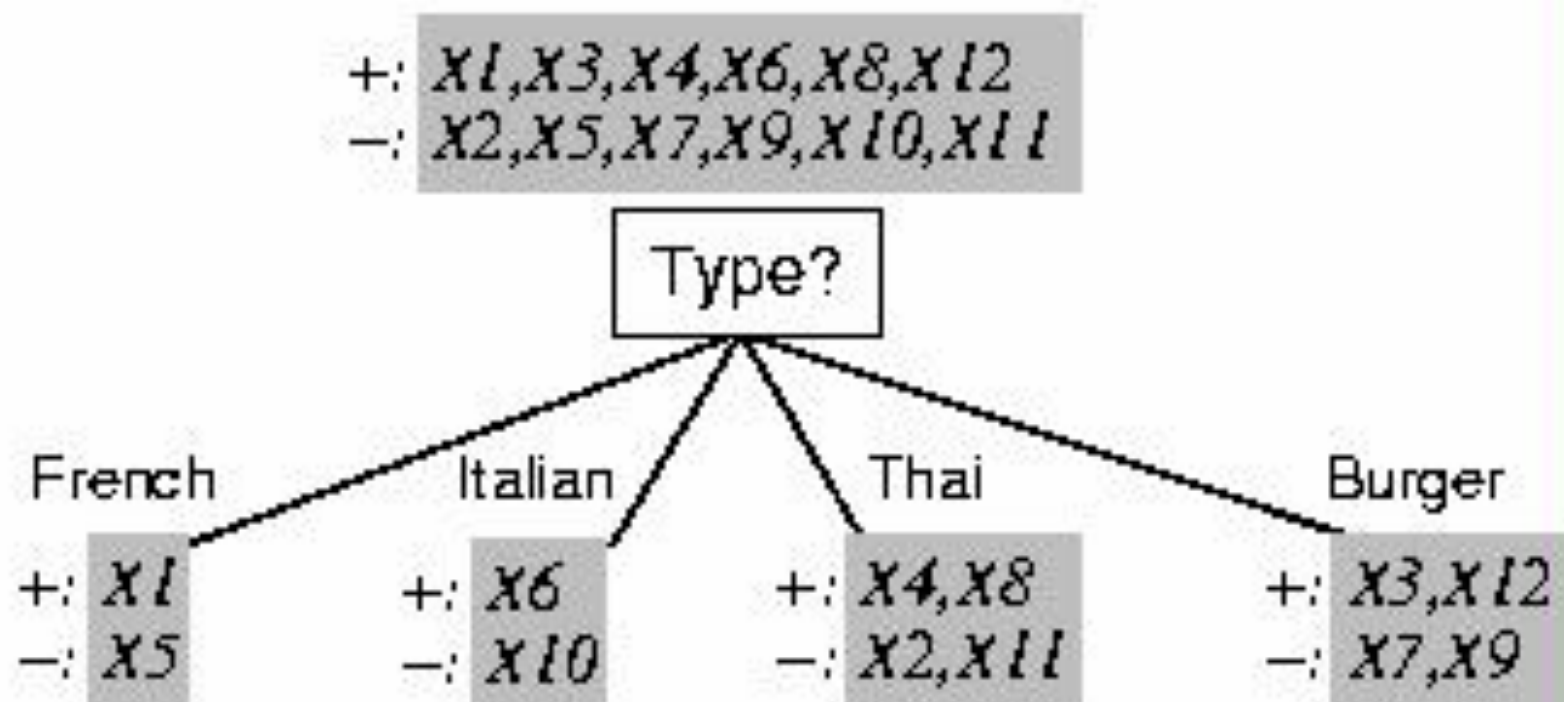 +: X1,X3,X4,X6,X8,X12
−: X2,X5,X7,X9,X10,X11
Type?
French Italian Thai Burger
+: X1 +: X6 +: X4,X8 +: X3,X12
−: X5 −: X10 −: X2,X11 −: X7,X9